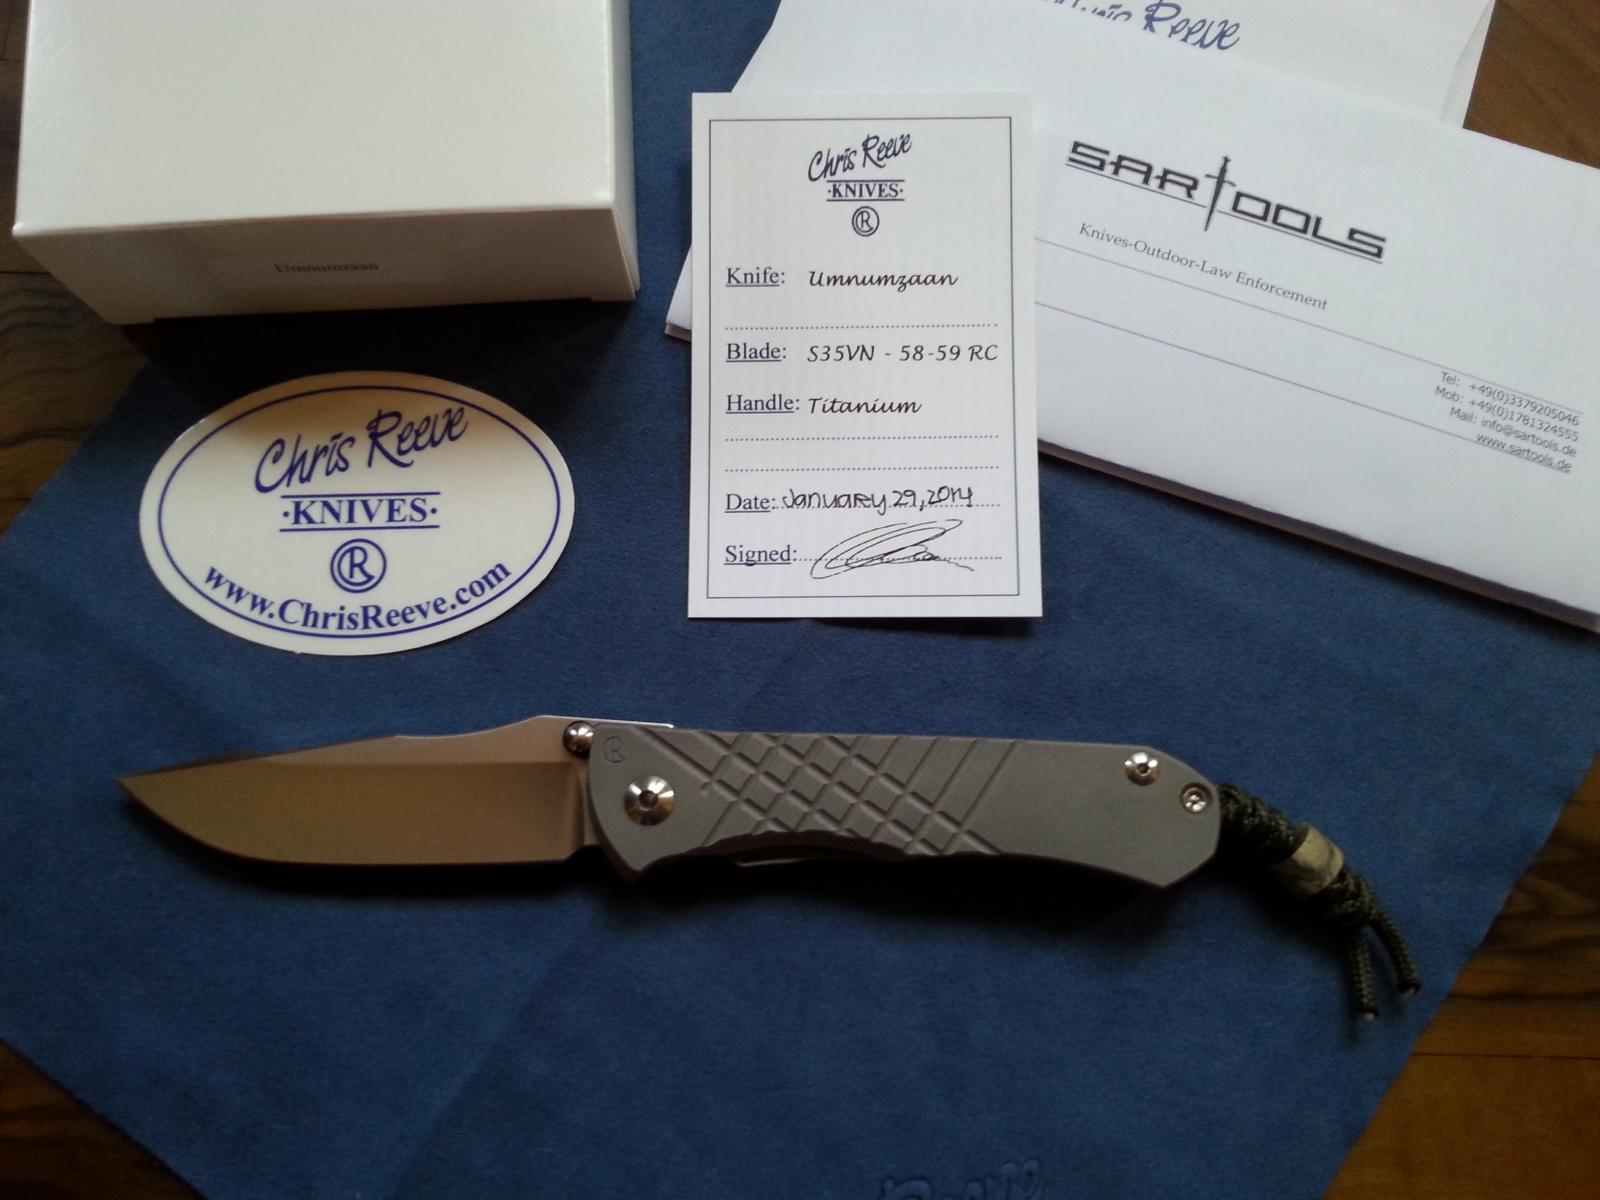 Chris Reeve
SARTOOLS
Knives-Outdoor-Law Enforcement
Tel: +49(0)3379205046
Mob: +49(0)1781324555
Mail: info@sartools.de
www.sartools.de
Umnumzaan
Chris Reeve
·KNIVES·
R
Knife: Umnumzaan
Blade: S35VN - 58-59 RC
Handle: Titanium
Date: January 29, 2014
Signed:
Chris Reeve
·KNIVES·
R
www.ChrisReeve.com
Reeve